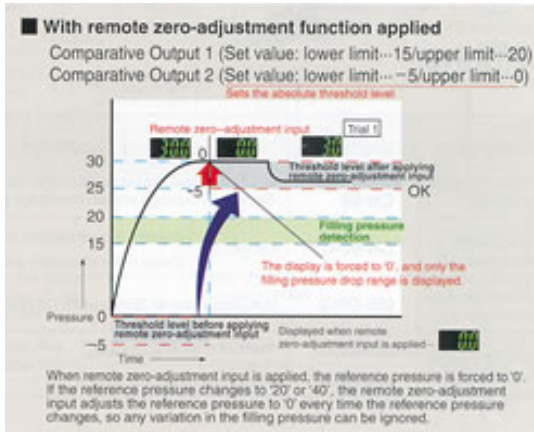 ■ With remote zero-adjustment function applied
Comparative Output 1 (Set value: lower limit···15/upper limit···20)
Comparative Output 2 (Set value: lower limit···−5/upper limit···0)
Sets the absolute threshold level
Remote zero--adjustment input
Trial 1
30.0
0
0.0
30
Threshold level after applying
remote zero-adjustment input
25
−5
OK
20
Filling pressure
detection
15
The display is forced to '0', and only the
filling pressure drop range is displayed.
Pressure 0
Threshold level before applying
remote zero-adjustment input
Displayed when remote
zero-adjustment input is applied···
0.0
−5
Time
When remote zero-adjustment input is applied, the reference pressure is forced to '0'.
If the reference pressure changes to '20' or '40', the remote zero-adjustment
input adjusts the reference pressure to '0' every time the reference pressure
changes, so any variation in the filling pressure can be ignored.